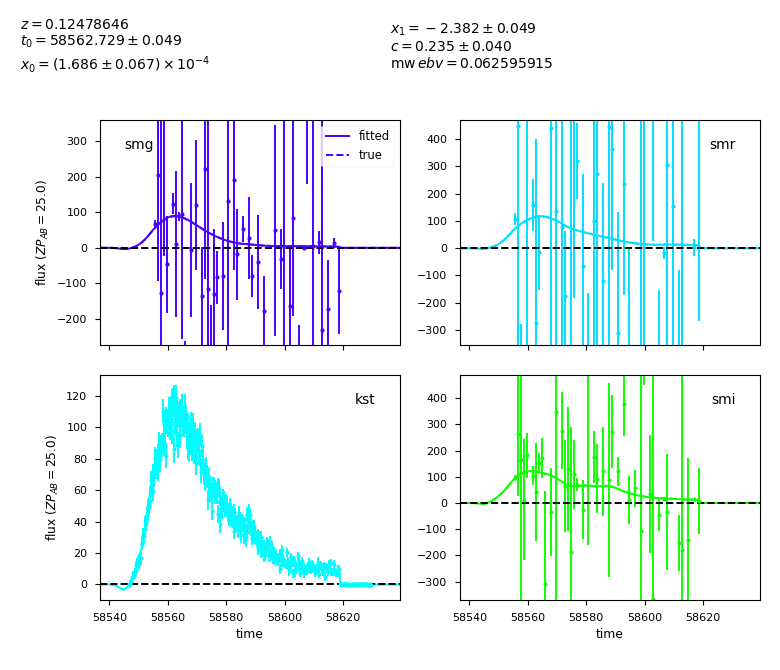 z = 0.12478646
t₀ = 58562.729 ± 0.049
x₀ = (1.686 ± 0.067) × 10⁻⁴
x₁ = −2.382 ± 0.049
c = 0.235 ± 0.040
mw ebv = 0.062595915
smg
fitted
true
300
200
100
0
−100
−200
flux (ZP_AB = 25.0)
smr
400
300
200
100
0
−100
−200
−300
kst
120
100
80
60
40
20
0
flux (ZP_AB = 25.0)
58540 58560 58580 58600 58620
time
smi
400
300
200
100
0
−100
−200
−300
58540 58560 58580 58600 58620
time